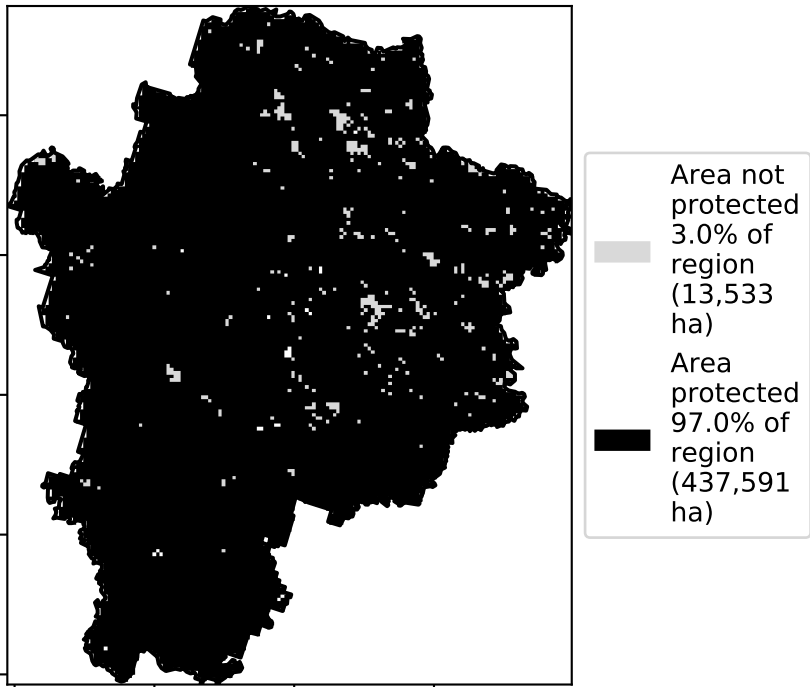 Area not
protected
3.0% of
region
(13,533
ha)
Area
protected
97.0% of
region
(437,591
ha)